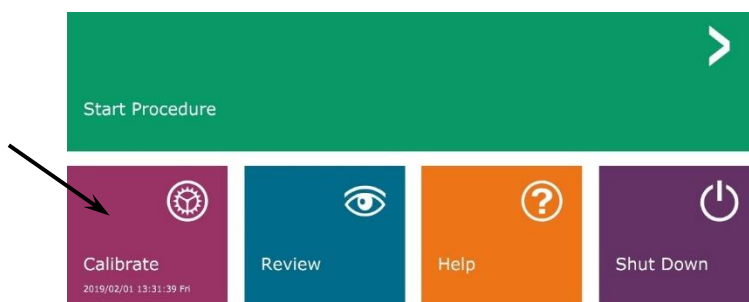 Start Procedure
Calibrate
2019/02/01 13:31:39 Fri
Review
Help
Shut Down